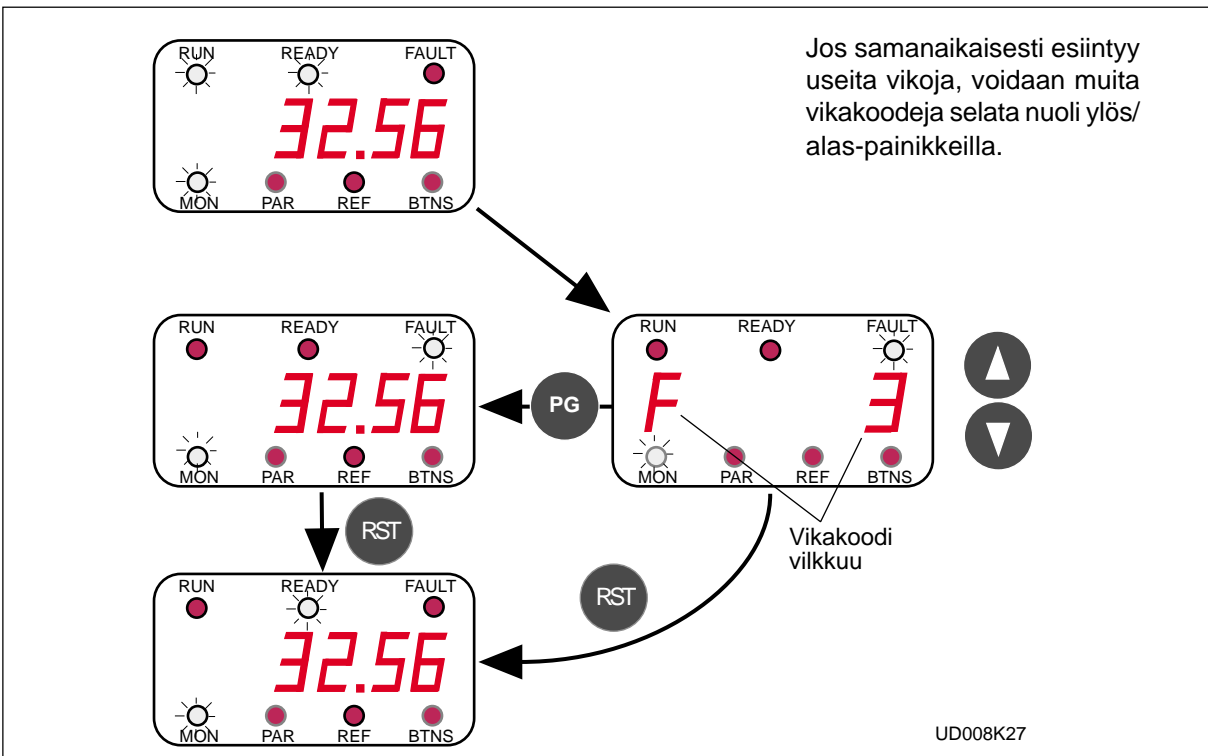 RUN READY FAULT
32.56
MON PAR REF BTNS
Jos samanaikaisesti esiintyy
useita vikoja, voidaan muita
vikakoodeja selata nuoli ylös/
alas-painikkeilla.
RUN READY FAULT
32.56
MON PAR REF BTNS
PG
RUN READY FAULT
F 3
MON PAR REF BTNS
Vikakoodi
vilkkuu
RST
RST
RUN READY FAULT
32.56
MON PAR REF BTNS
UD008K27